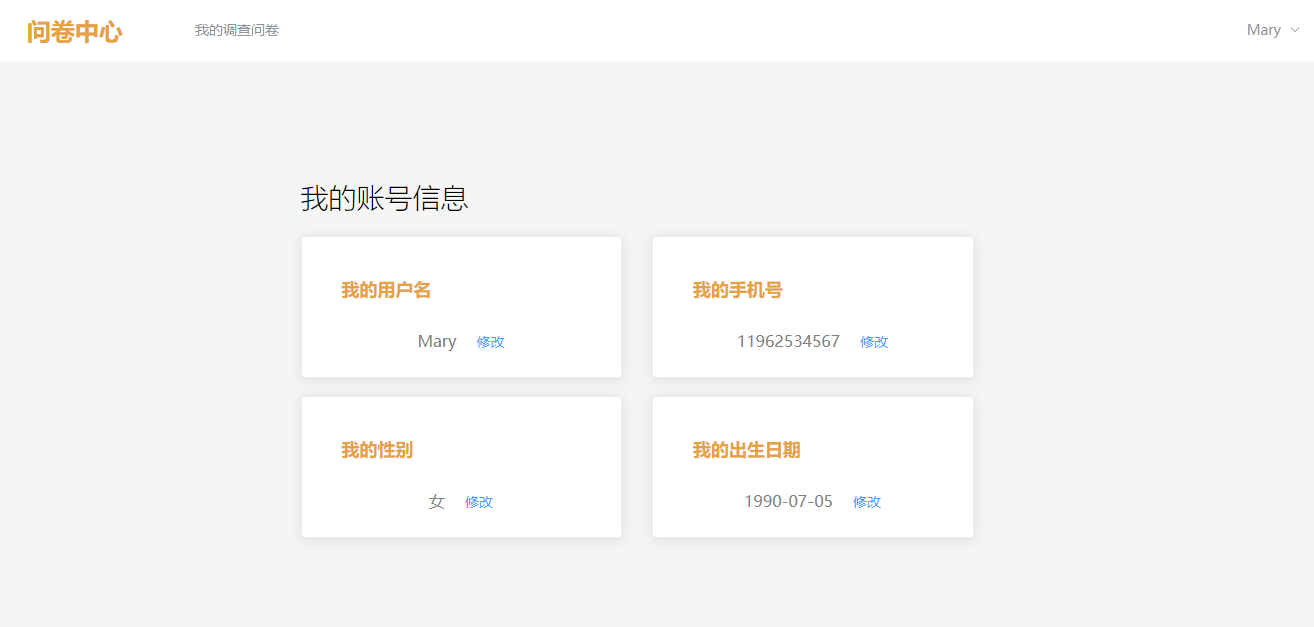 问卷中心 我的调查问卷 Mary
我的账号信息
我的用户名 我的手机号
Mary 修改 11962534567 修改
我的性别 我的出生日期
女 修改 1990-07-05 修改